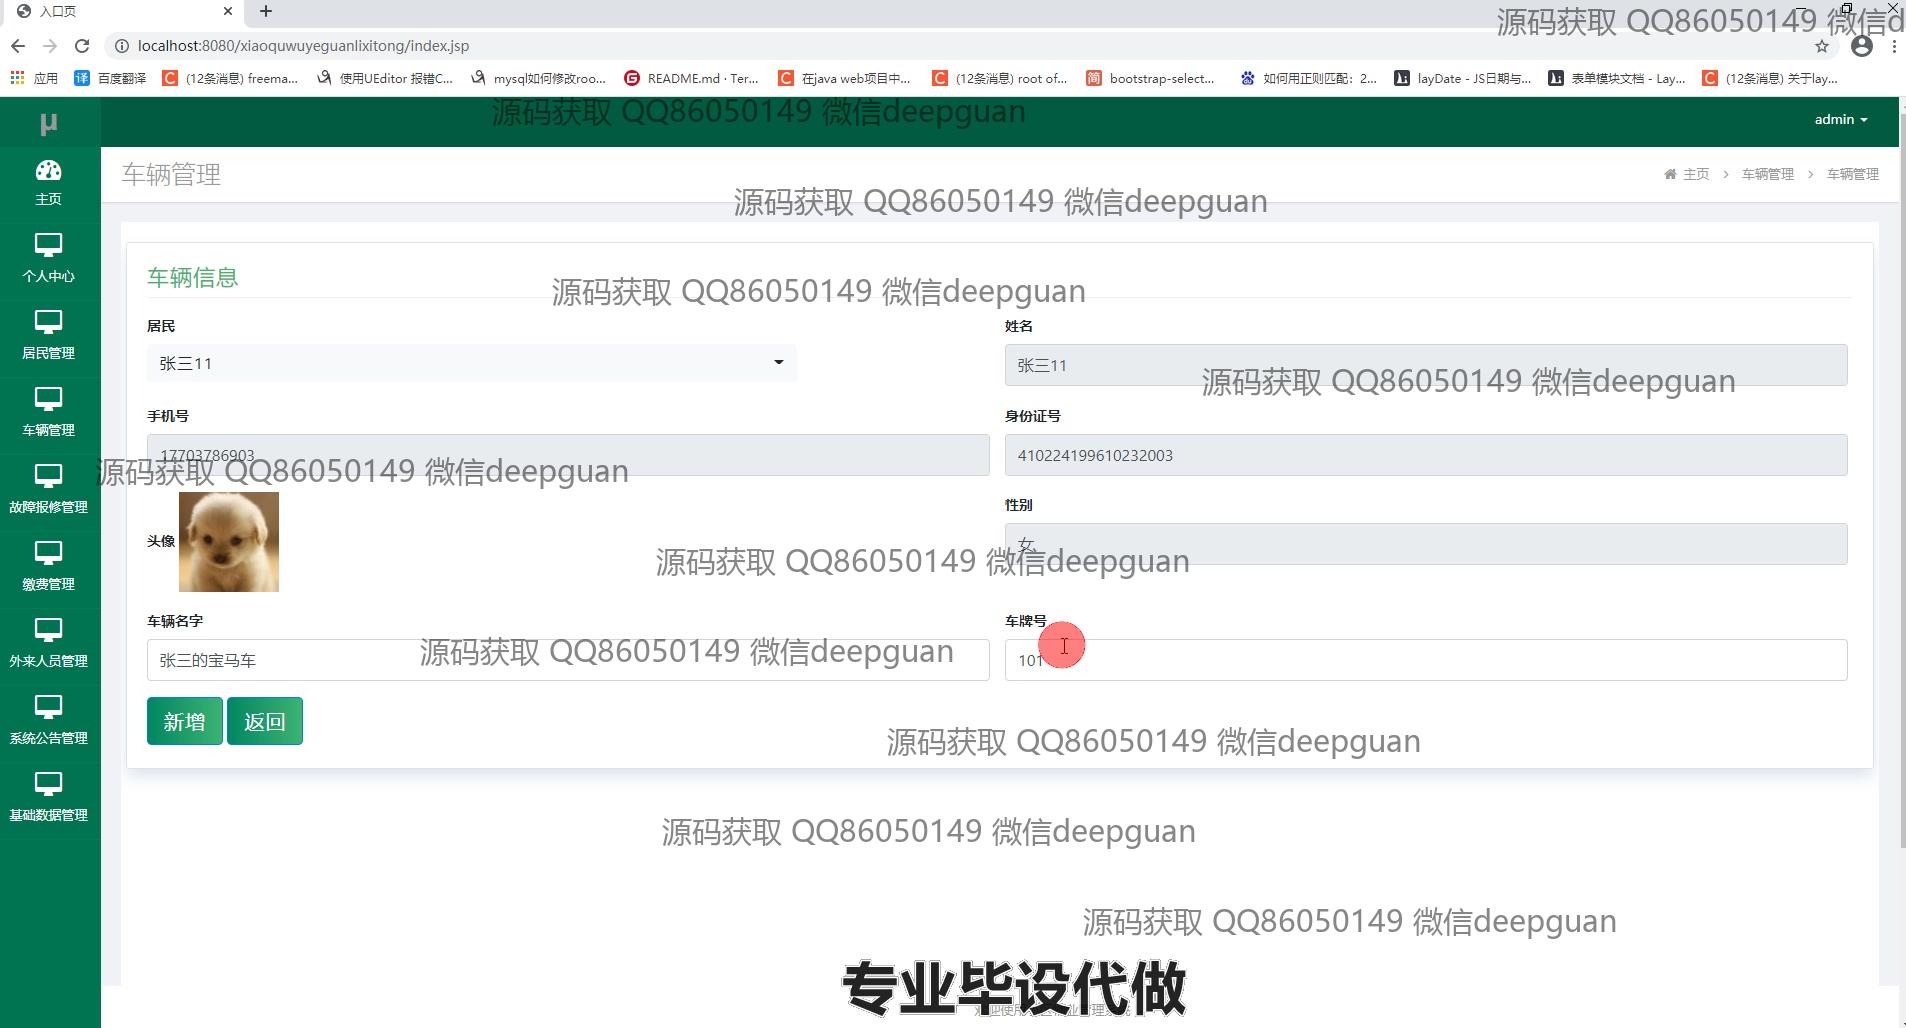 入口页
localhost:8080/xiaoquwuyeguanlixitong/index.jsp
源码获取 QQ86050149 微信d
应用 百度翻译 (12条消息) freema... 使用UEditor 报错C... mysql如何修改roo... README.md · Ter... 在java web项目中... (12条消息) root of... bootstrap-select... 如何用正则匹配：2... layDate - JS日期与... 表单模块文档 - Lay... (12条消息) 关于lay...
源码获取 QQ86050149 微信deepguan
μ
admin
主页
个人中心
居民管理
车辆管理
故障报修管理
缴费管理
外来人员管理
系统公告管理
基础数据管理
车辆管理
主页 > 车辆管理 > 车辆管理
源码获取 QQ86050149 微信deepguan
车辆信息
源码获取 QQ86050149 微信deepguan
居民
张三11
姓名
张三11
源码获取 QQ86050149 微信deepguan
手机号
17703786903
身份证号
410224199610232003
源码获取 QQ86050149 微信deepguan
头像
性别
女
源码获取 QQ86050149 微信deepguan
车辆名字
张三的宝马车
车牌号
101
源码获取 QQ86050149 微信deepguan
新增 返回
源码获取 QQ86050149 微信deepguan
源码获取 QQ86050149 微信deepguan
源码获取 QQ86050149 微信deepguan
专业毕设代做